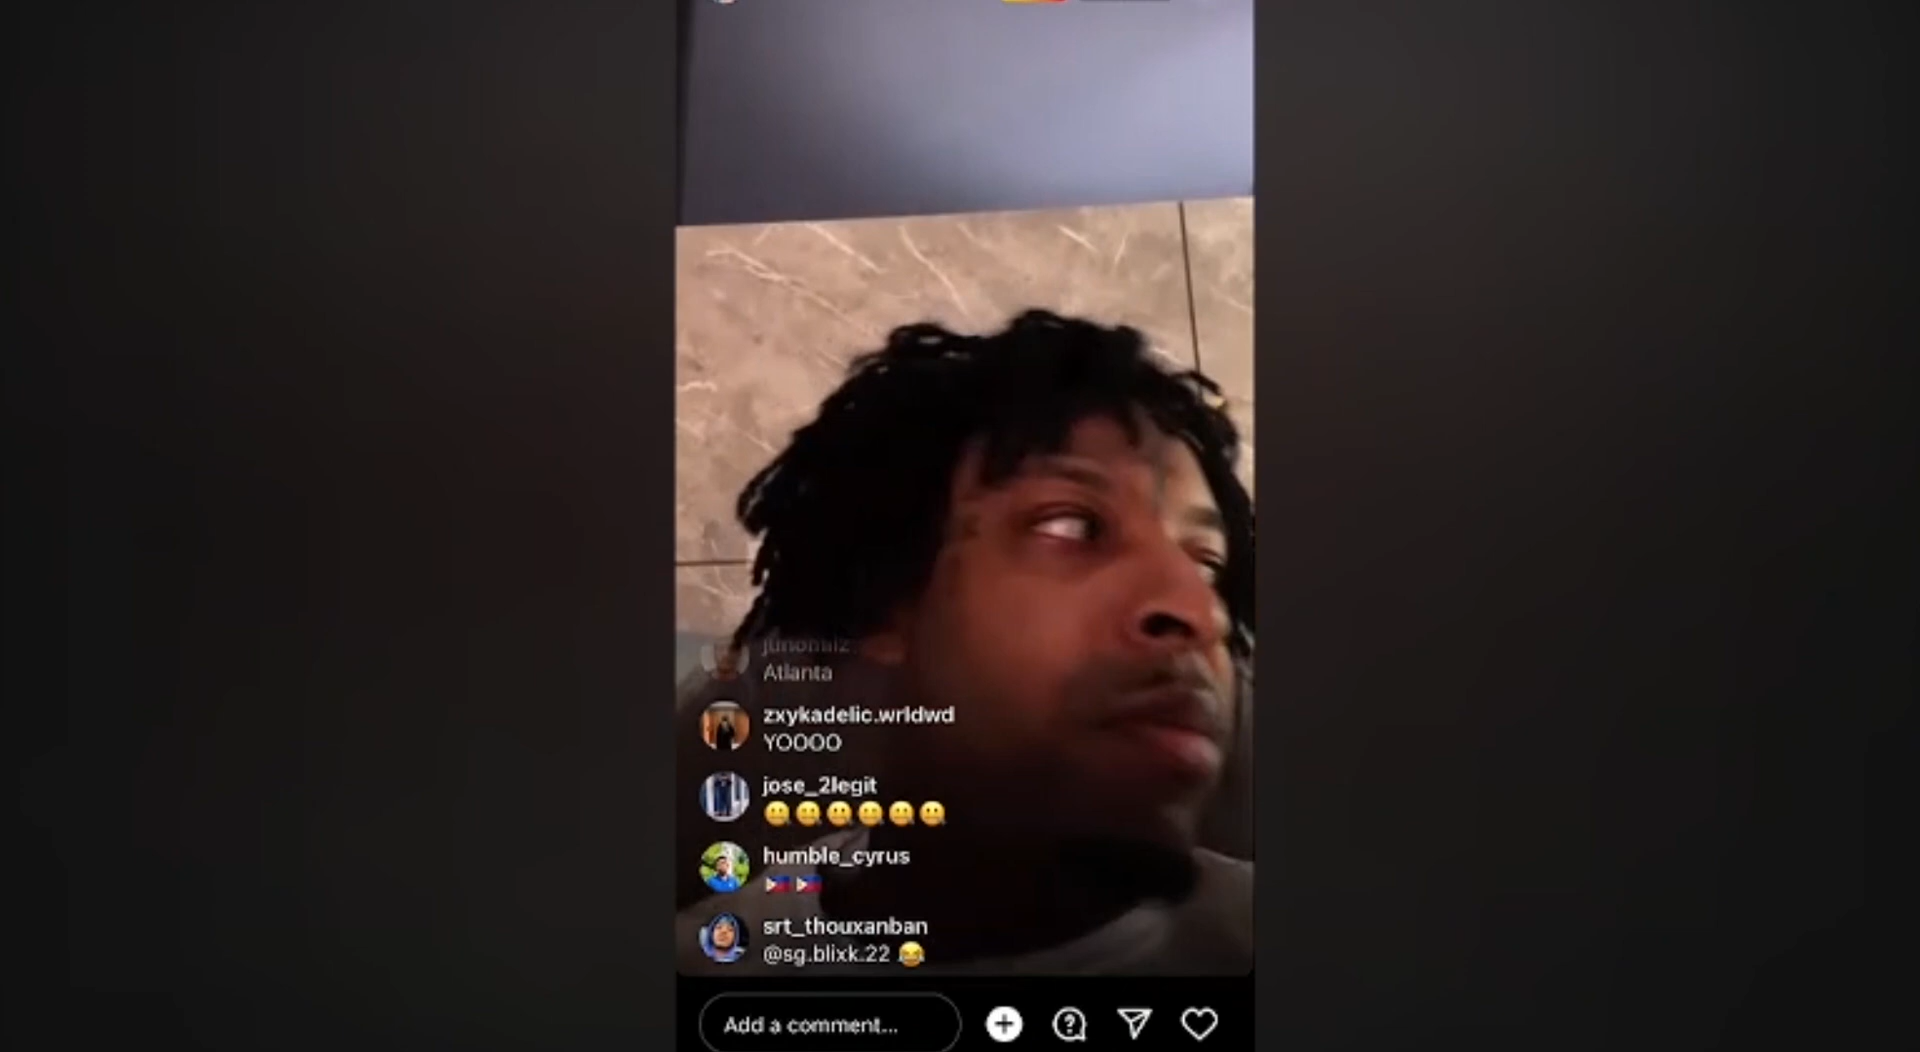 Atlanta
zxykadelic.wrldwd
YOOOO
jose_2legit
🤐🤐🤐🤐🤐🤐
humble_cyrus
🇵🇭🇵🇭
srt_thouxanban
@sg.blixk.22 😂
Add a comment...